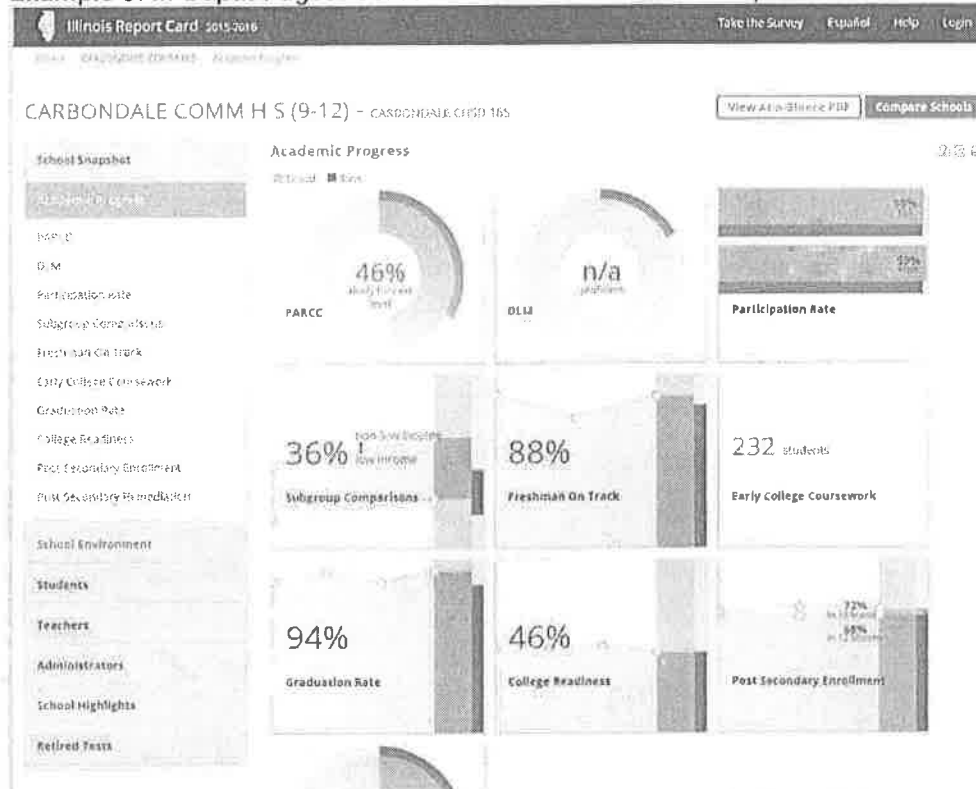 Illinois Report Card 2015-2016
Take the Survey Español Help Login
CARBONDALE COMM H S (9-12) - CARBONDALE CHSD 165
View At-a-Glance PDF Compare Schools
School Snapshot
Academic Progress
Academic Progress
PARCC
DLM
Participation Rate
Subgroup Comparisons
Freshman On Track
Early College Coursework
Graduation Rate
College Readiness
Post Secondary Enrollment
Post Secondary Remediation
School Environment
Students
Teachers
Administrators
School Highlights
Retired Tests
46%
PARCC
n/a
proficient
DLM
Participation Rate
36% non low income
low income
Subgroup Comparisons
88%
Freshman On Track
232 students
Early College Coursework
94%
Graduation Rate
46%
College Readiness
72%
68%
Post Secondary Enrollment